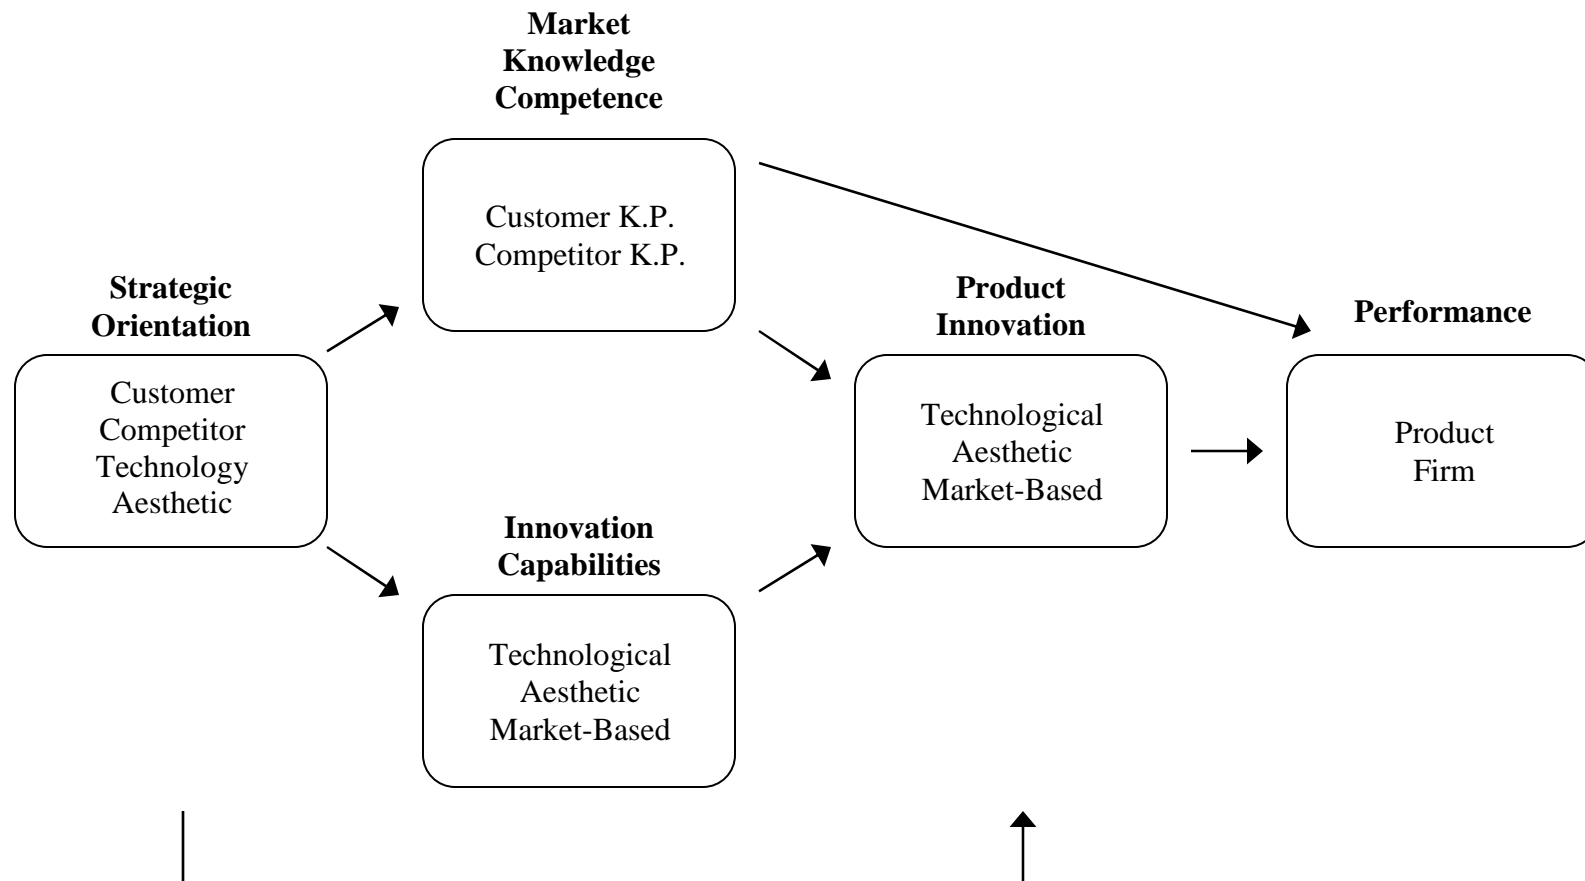 Market
Knowledge
Competence
Customer K.P.
Competitor K.P.
Strategic
Orientation
Customer
Competitor
Technology
Aesthetic
Innovation
Capabilities
Technological
Aesthetic
Market-Based
Product
Innovation
Technological
Aesthetic
Market-Based
Performance
Product
Firm